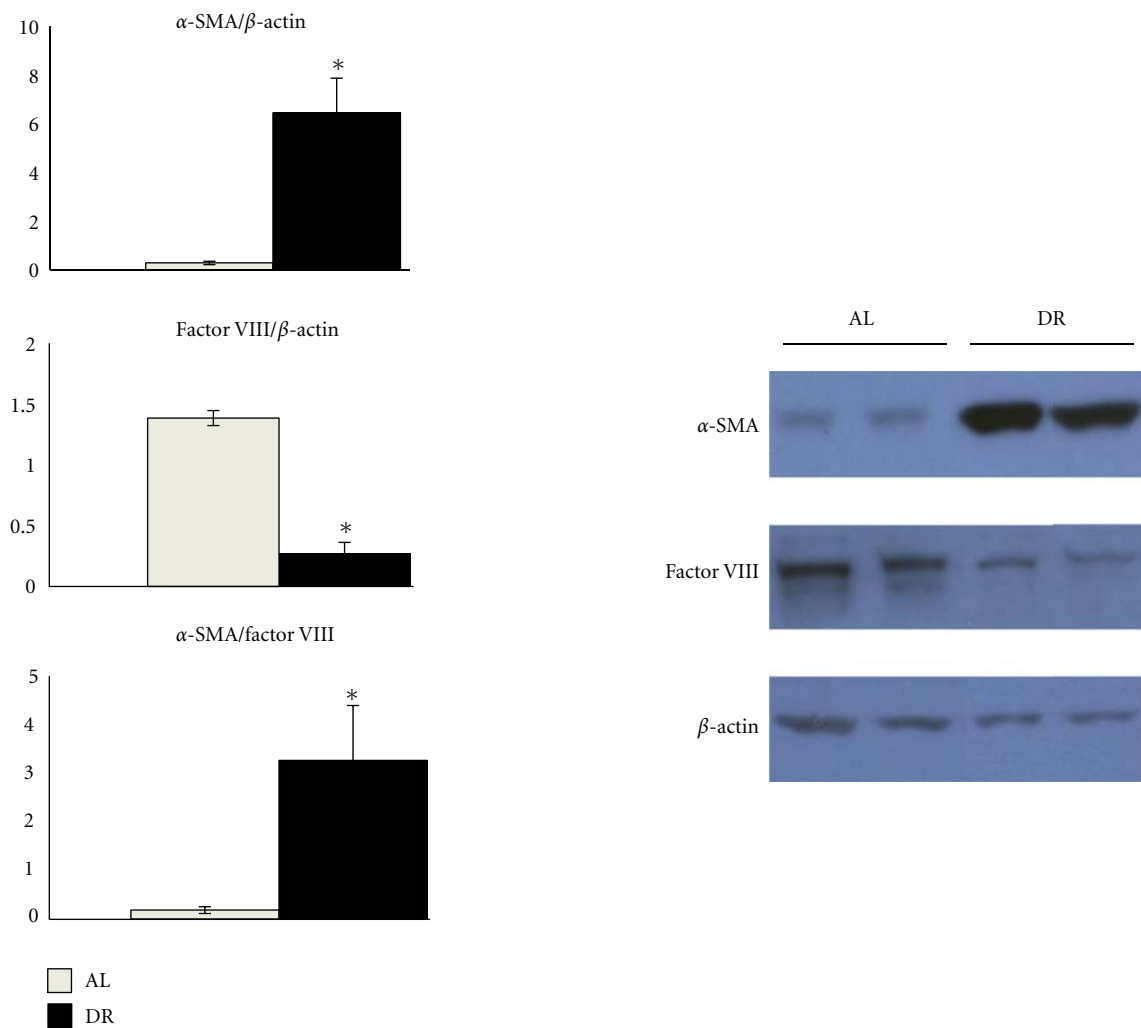 α-SMA/β-actin
10
8
6
4
2
0
*
Factor VIII/β-actin
2
1.5
1
0.5
0
*
α-SMA/factor VIII
5
4
3
2
1
0
*
AL
DR
AL DR
α-SMA
Factor VIII
β-actin